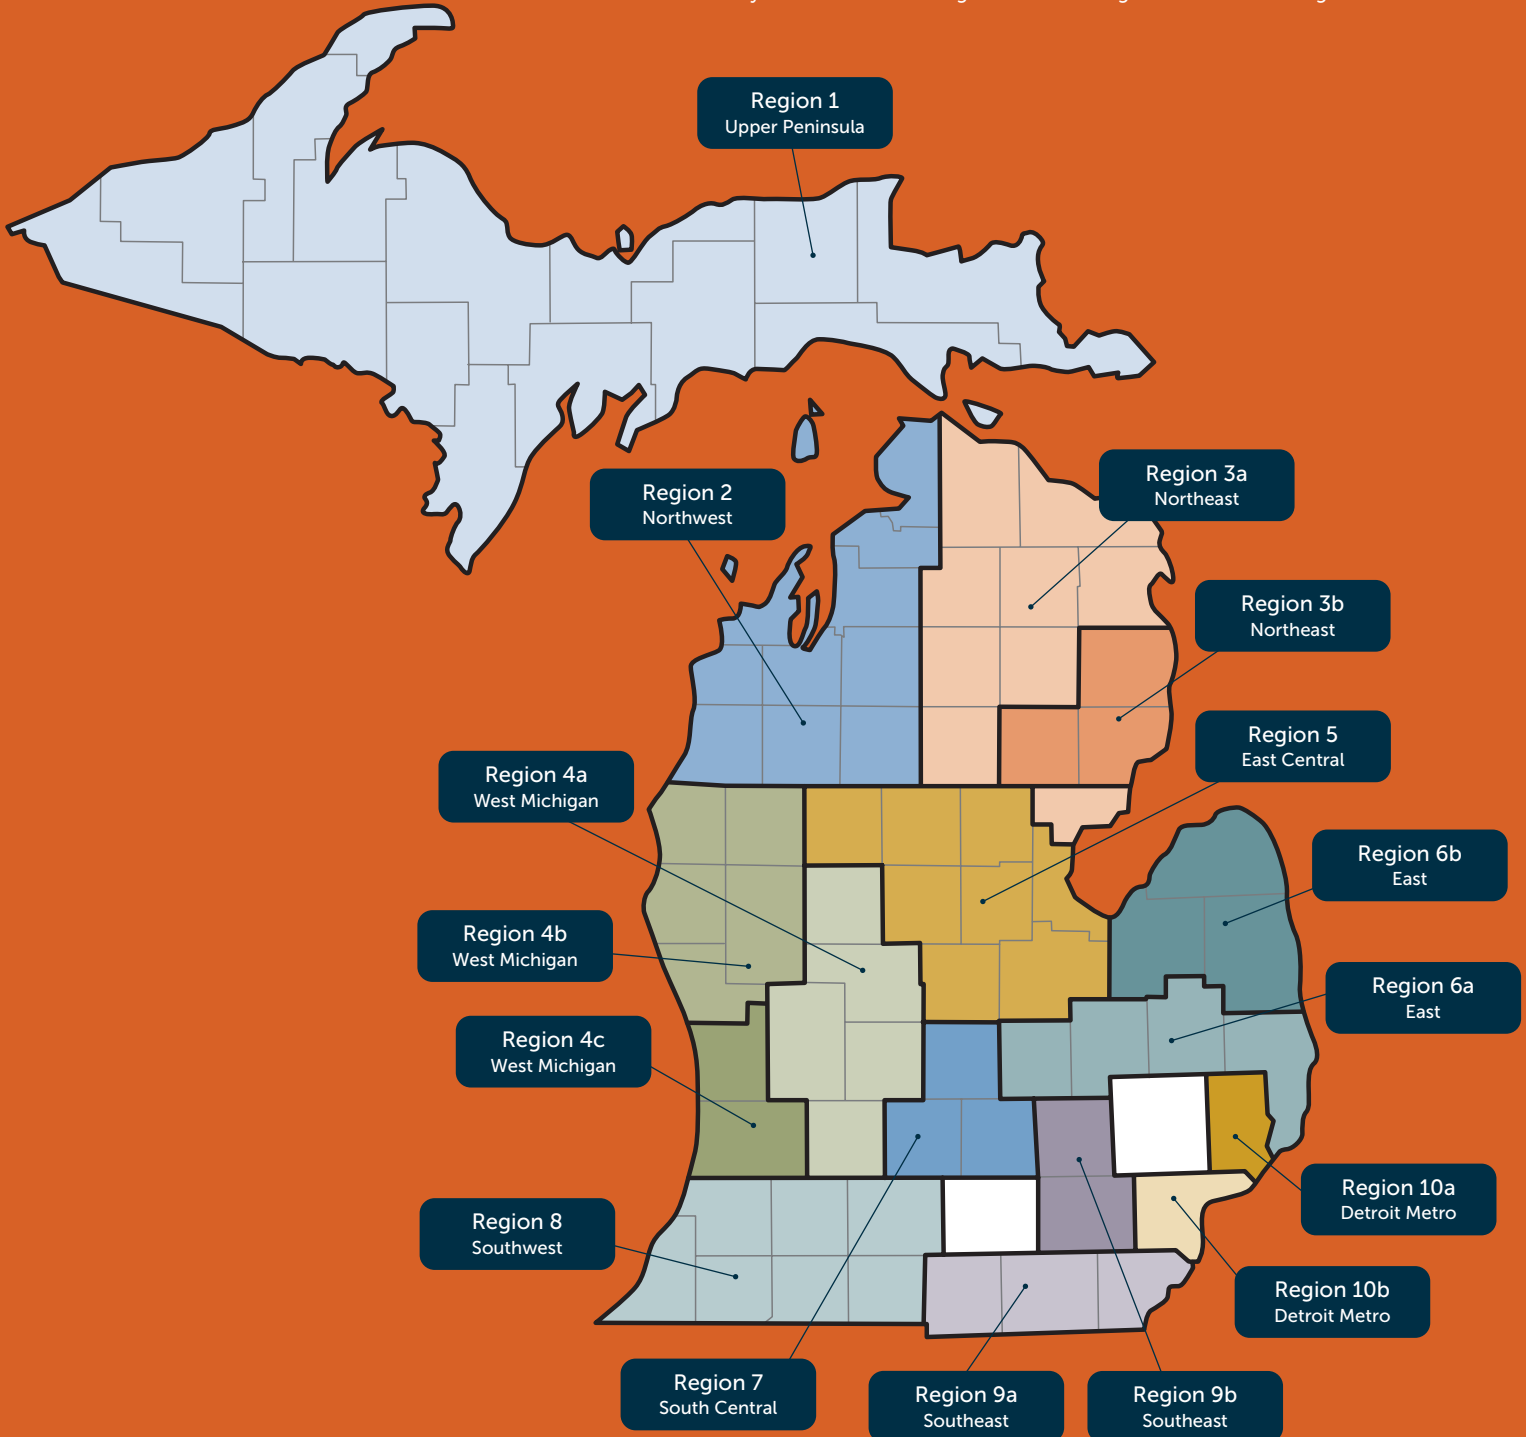 Region 1
Upper Peninsula
Region 3a
Northeast
Region 2
Northwest
Region 3b
Northeast
Region 5
East Central
Region 4a
West Michigan
Region 6b
East
Region 4b
West Michigan
Region 6a
East
Region 4c
West Michigan
Region 10a
Detroit Metro
Region 8
Southwest
Region 10b
Detroit Metro
Region 7
South Central
Region 9a
Southeast
Region 9b
Southeast